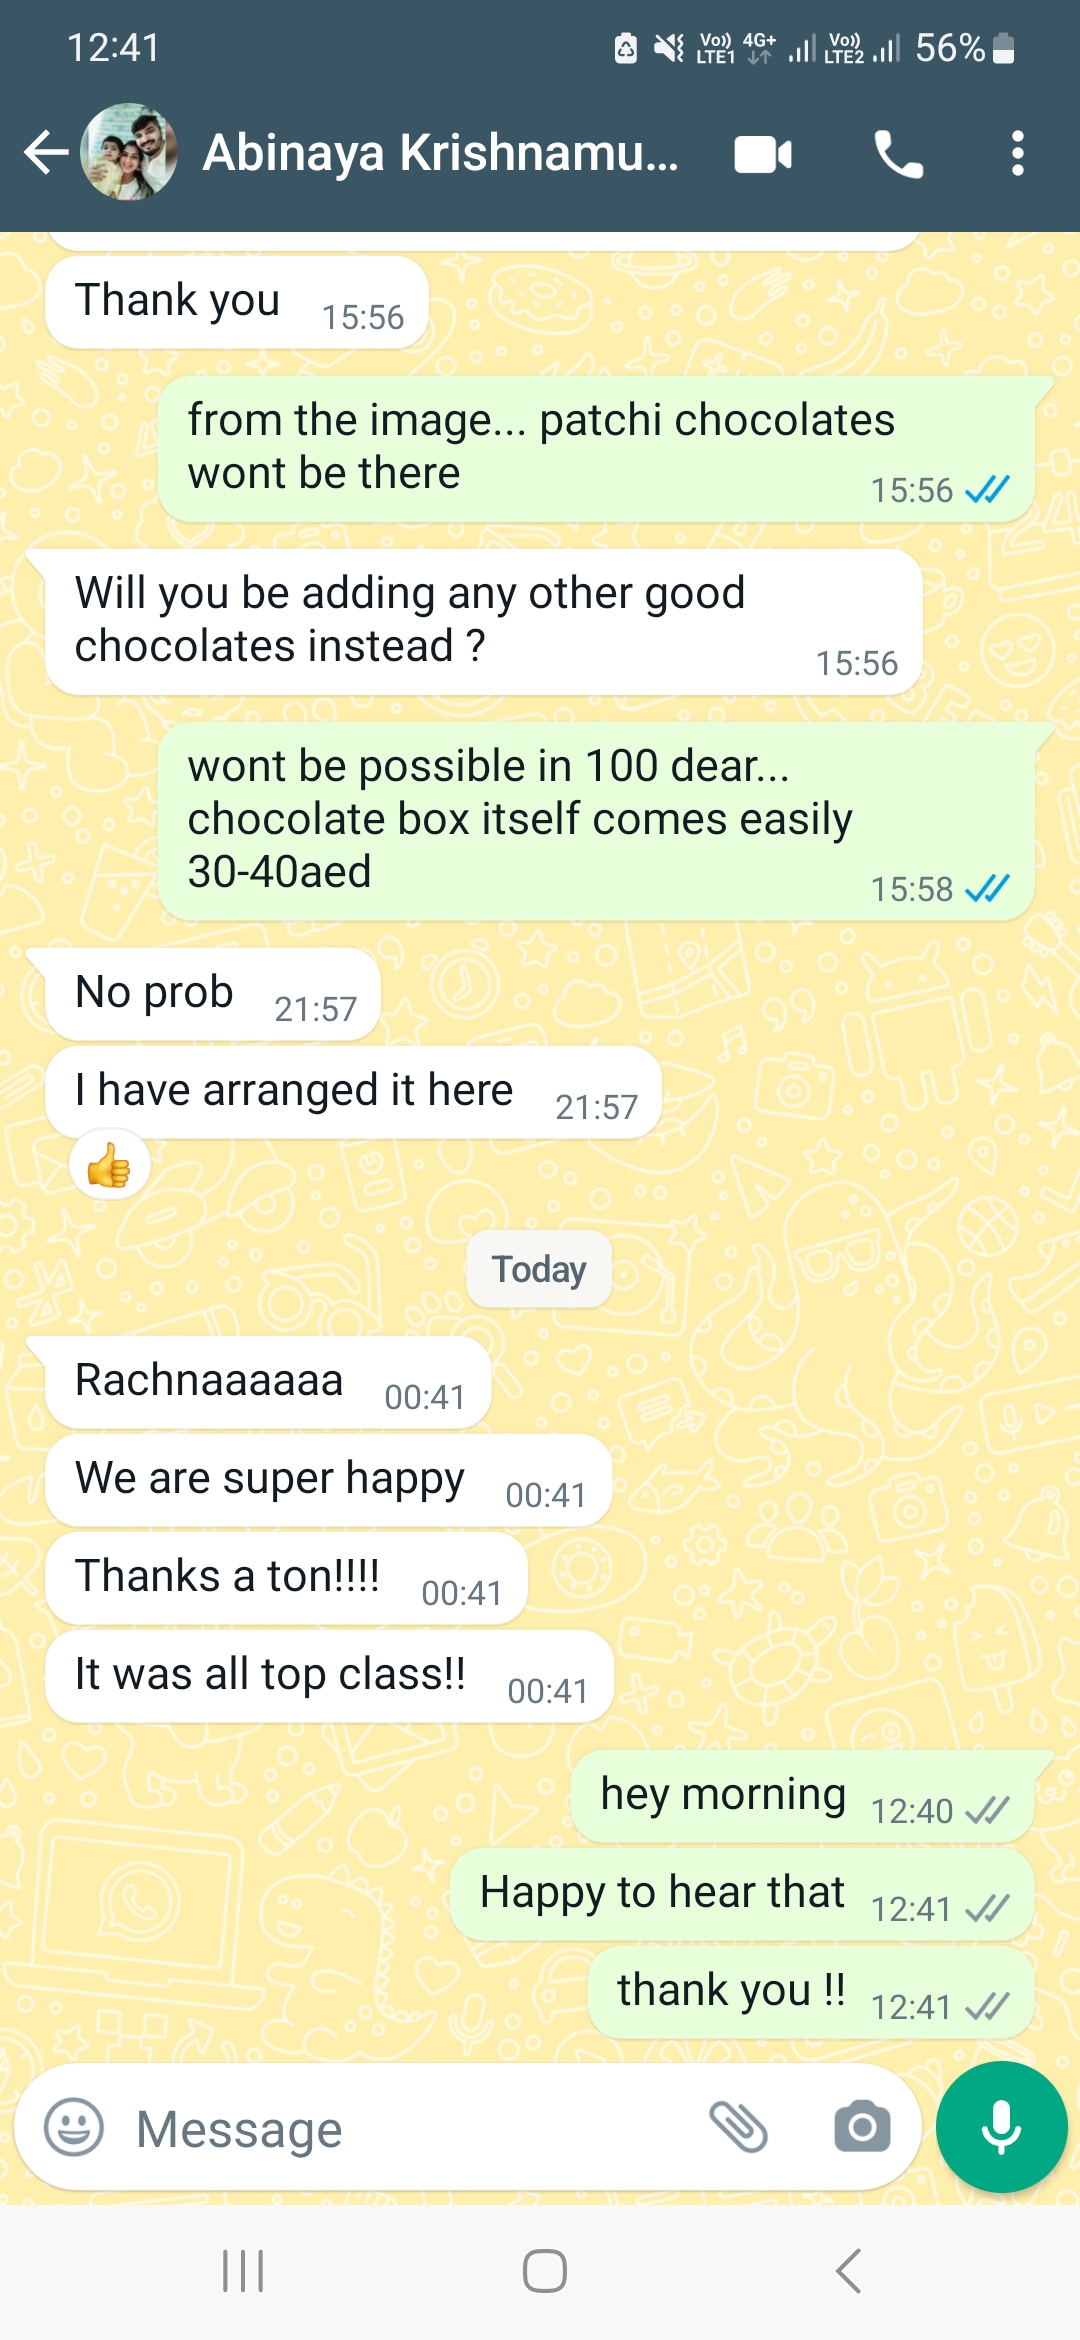 12:41
Vo)) LTE1 4G+ Vo)) LTE2 56%
Abinaya Krishnamu...
Thank you 15:56
from the image... patchi chocolates
wont be there
15:56
Will you be adding any other good
chocolates instead ?
15:56
wont be possible in 100 dear...
chocolate box itself comes easily
30-40aed
15:58
No prob 21:57
I have arranged it here 21:57
Today
Rachnaaaaaa 00:41
We are super happy 00:41
Thanks a ton!!!! 00:41
It was all top class!! 00:41
hey morning 12:40
Happy to hear that 12:41
thank you !! 12:41
Message